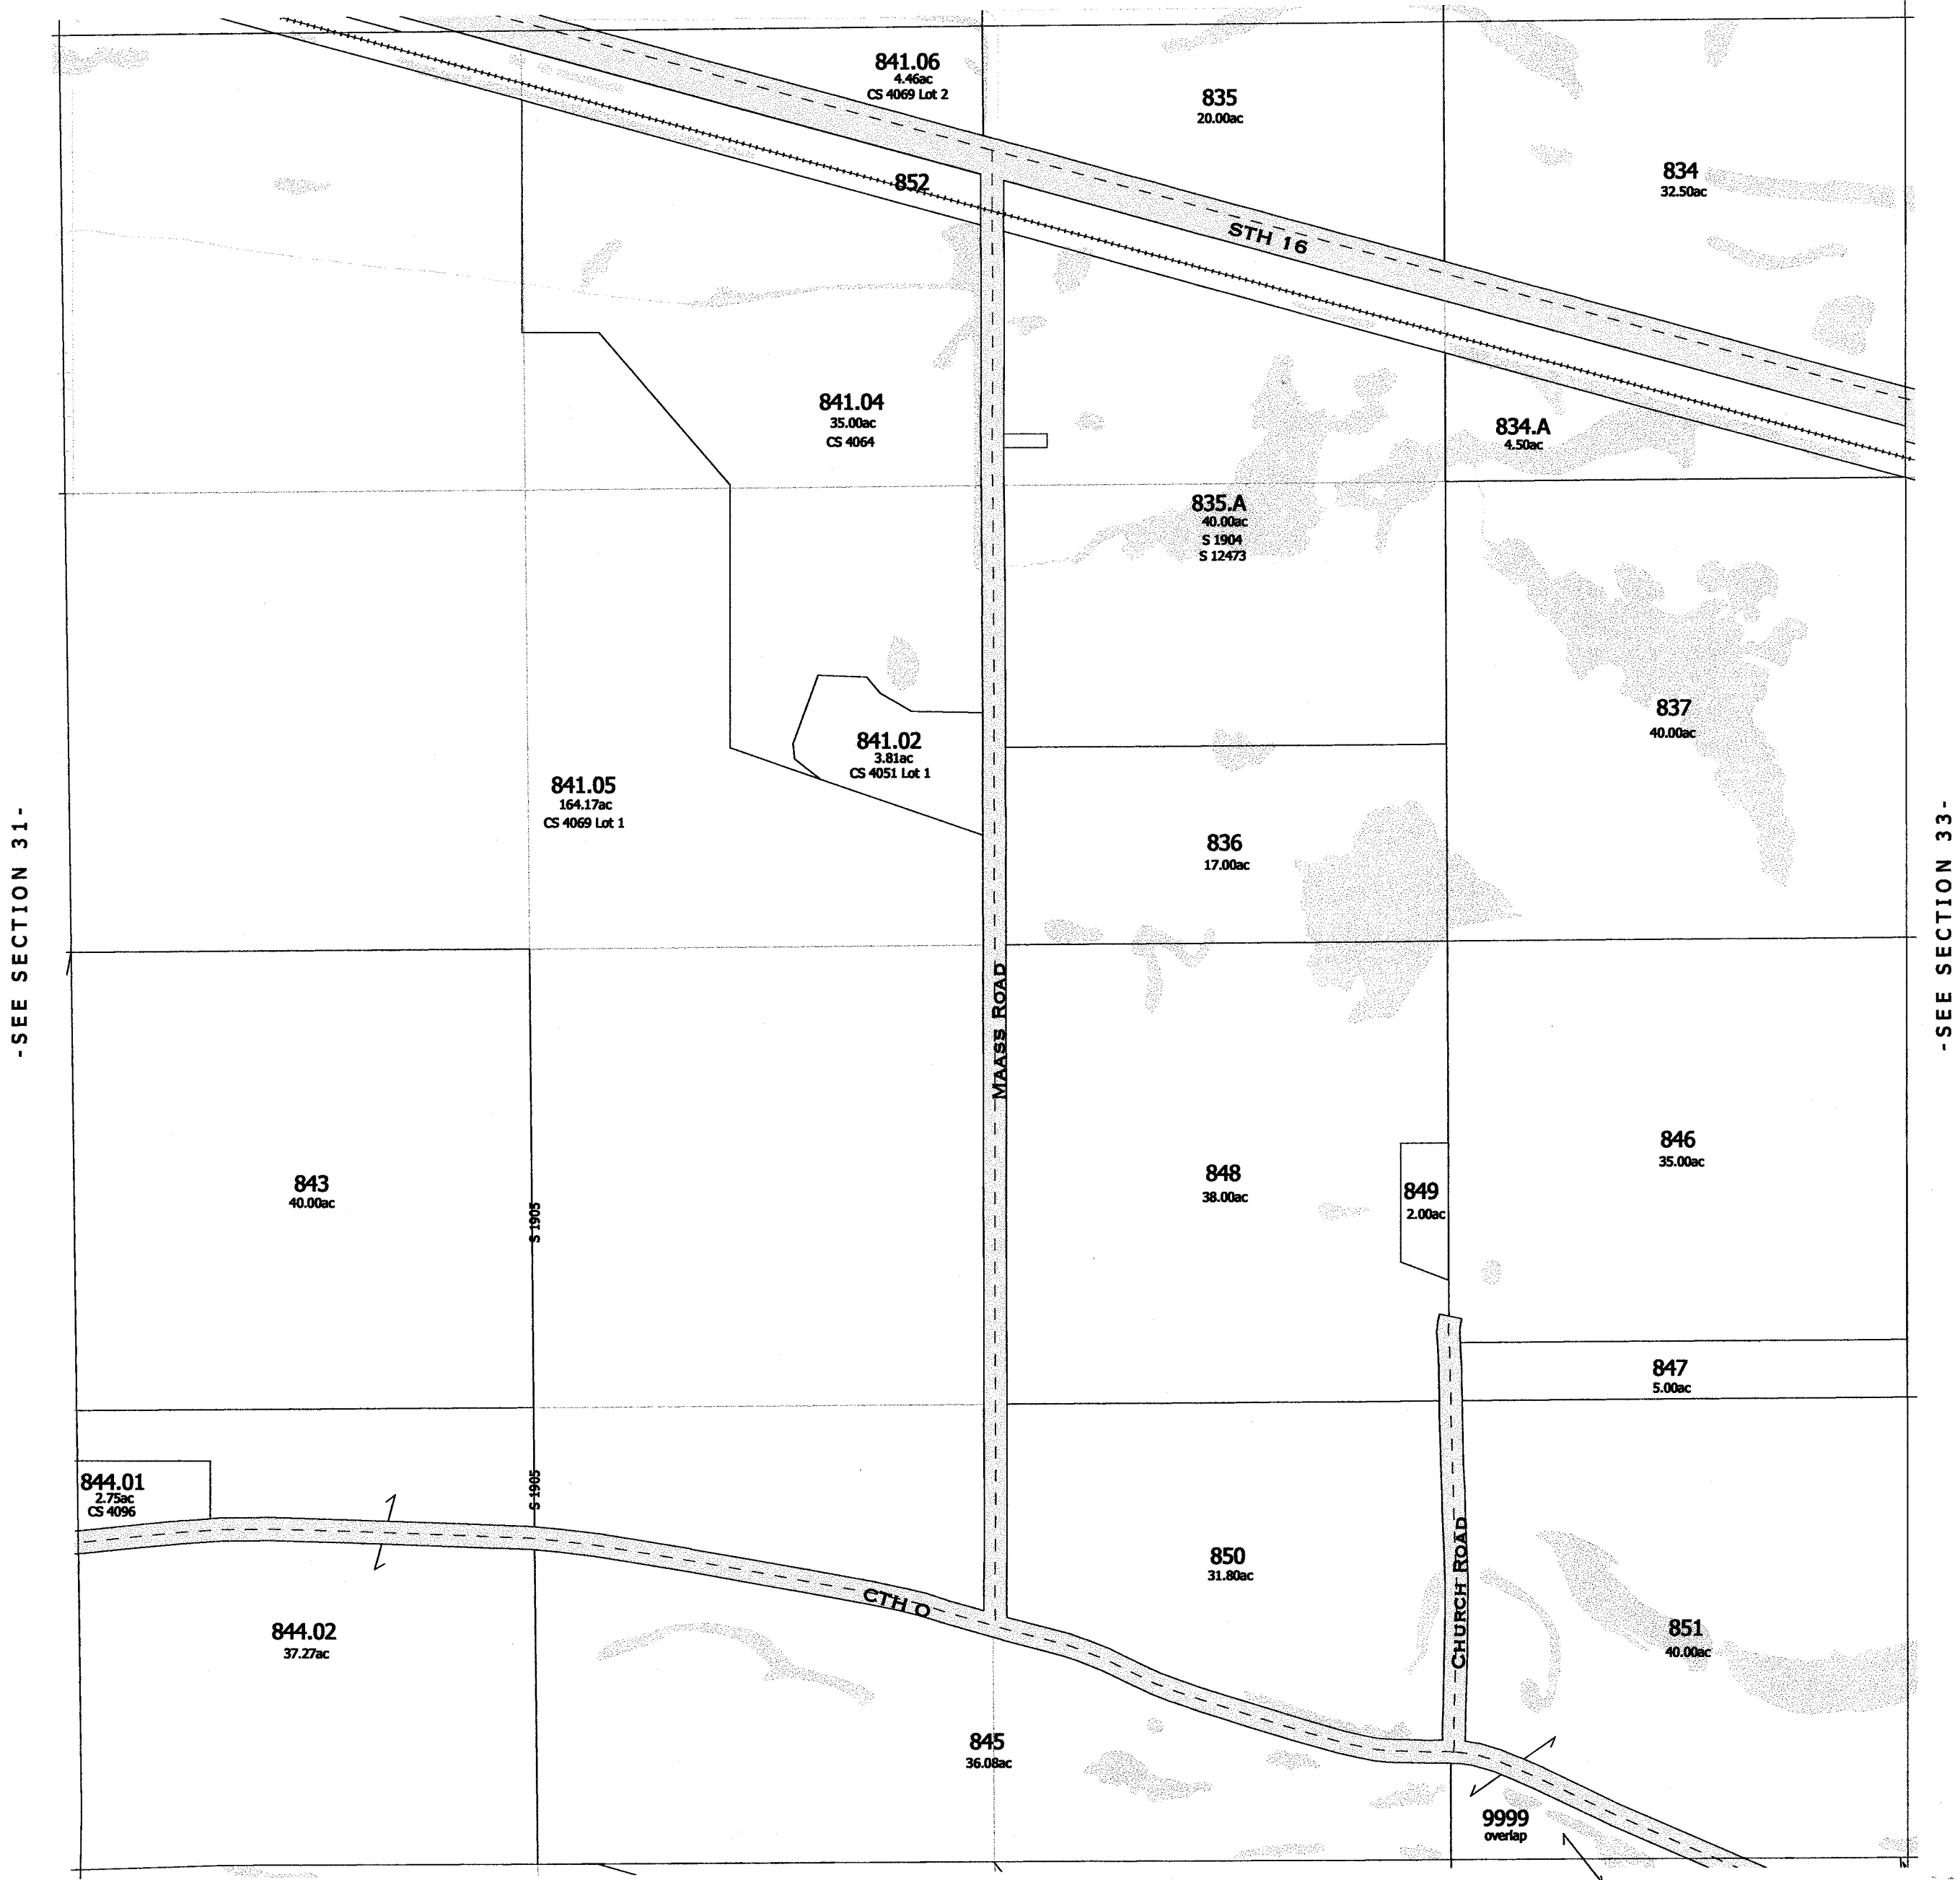 841.06
4.46ac
CS 4069 Lot 2
835
20.00ac
834
32.50ac
852
STH 16
841.04
35.00ac
CS 4064
834.A
4.50ac
835.A
40.00ac
S 1904
S 12473
837
40.00ac
841.02
3.81ac
CS 4051 Lot 1
841.05
164.17ac
CS 4069 Lot 1
836
17.00ac
-SEE SECTION 31-
-SEE SECTION 33-
MAASS ROAD
843
40.00ac
S 1905
848
38.00ac
849
2.00ac
846
35.00ac
847
5.00ac
844.01
2.75ac
CS 4096
S 1905
CTH O
850
31.80ac
CHURCH ROAD
851
40.00ac
844.02
37.27ac
845
36.08ac
9999
overlap